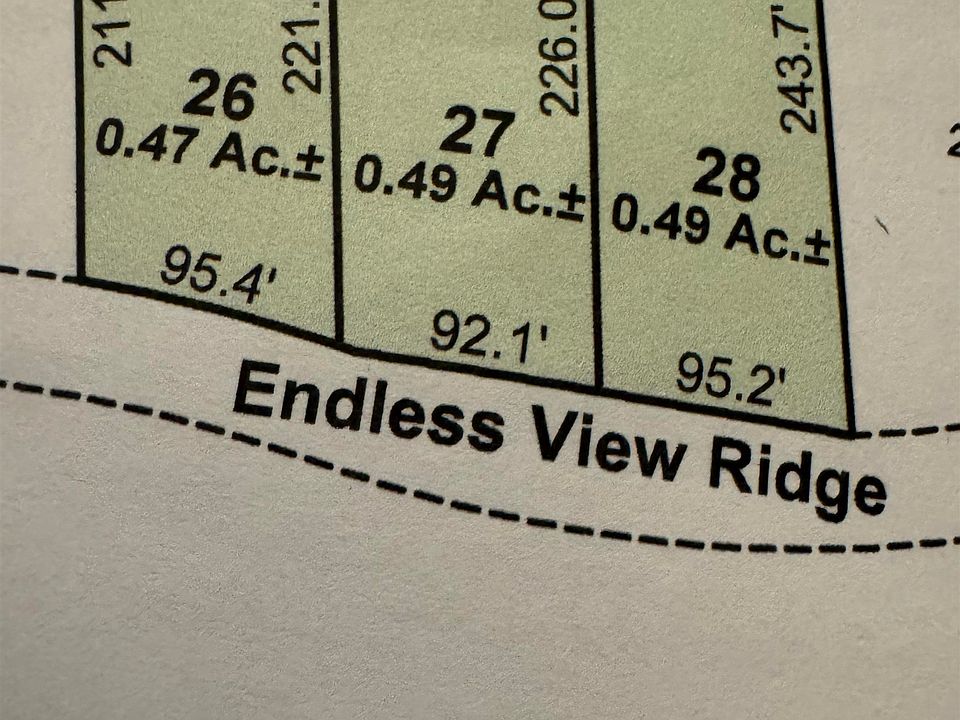 211
221.
226.0
243.7'
26
0.47 Ac.±
27
0.49 Ac.±
28
0.49 Ac.±
95.4'
92.1'
95.2'
Endless View Ridge